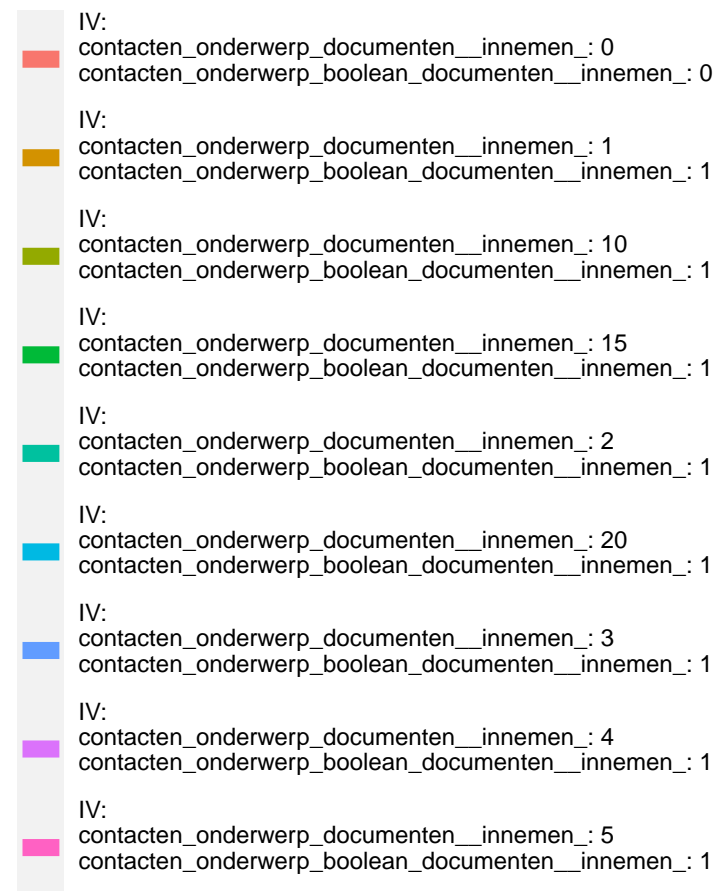 IV:
contacten_onderwerp_documenten__innemen_: 0
contacten_onderwerp_boolean_documenten__innemen_: 0
IV:
contacten_onderwerp_documenten__innemen_: 1
contacten_onderwerp_boolean_documenten__innemen_: 1
IV:
contacten_onderwerp_documenten__innemen_: 10
contacten_onderwerp_boolean_documenten__innemen_: 1
IV:
contacten_onderwerp_documenten__innemen_: 15
contacten_onderwerp_boolean_documenten__innemen_: 1
IV:
contacten_onderwerp_documenten__innemen_: 2
contacten_onderwerp_boolean_documenten__innemen_: 1
IV:
contacten_onderwerp_documenten__innemen_: 20
contacten_onderwerp_boolean_documenten__innemen_: 1
IV:
contacten_onderwerp_documenten__innemen_: 3
contacten_onderwerp_boolean_documenten__innemen_: 1
IV:
contacten_onderwerp_documenten__innemen_: 4
contacten_onderwerp_boolean_documenten__innemen_: 1
IV:
contacten_onderwerp_documenten__innemen_: 5
contacten_onderwerp_boolean_documenten__innemen_: 1